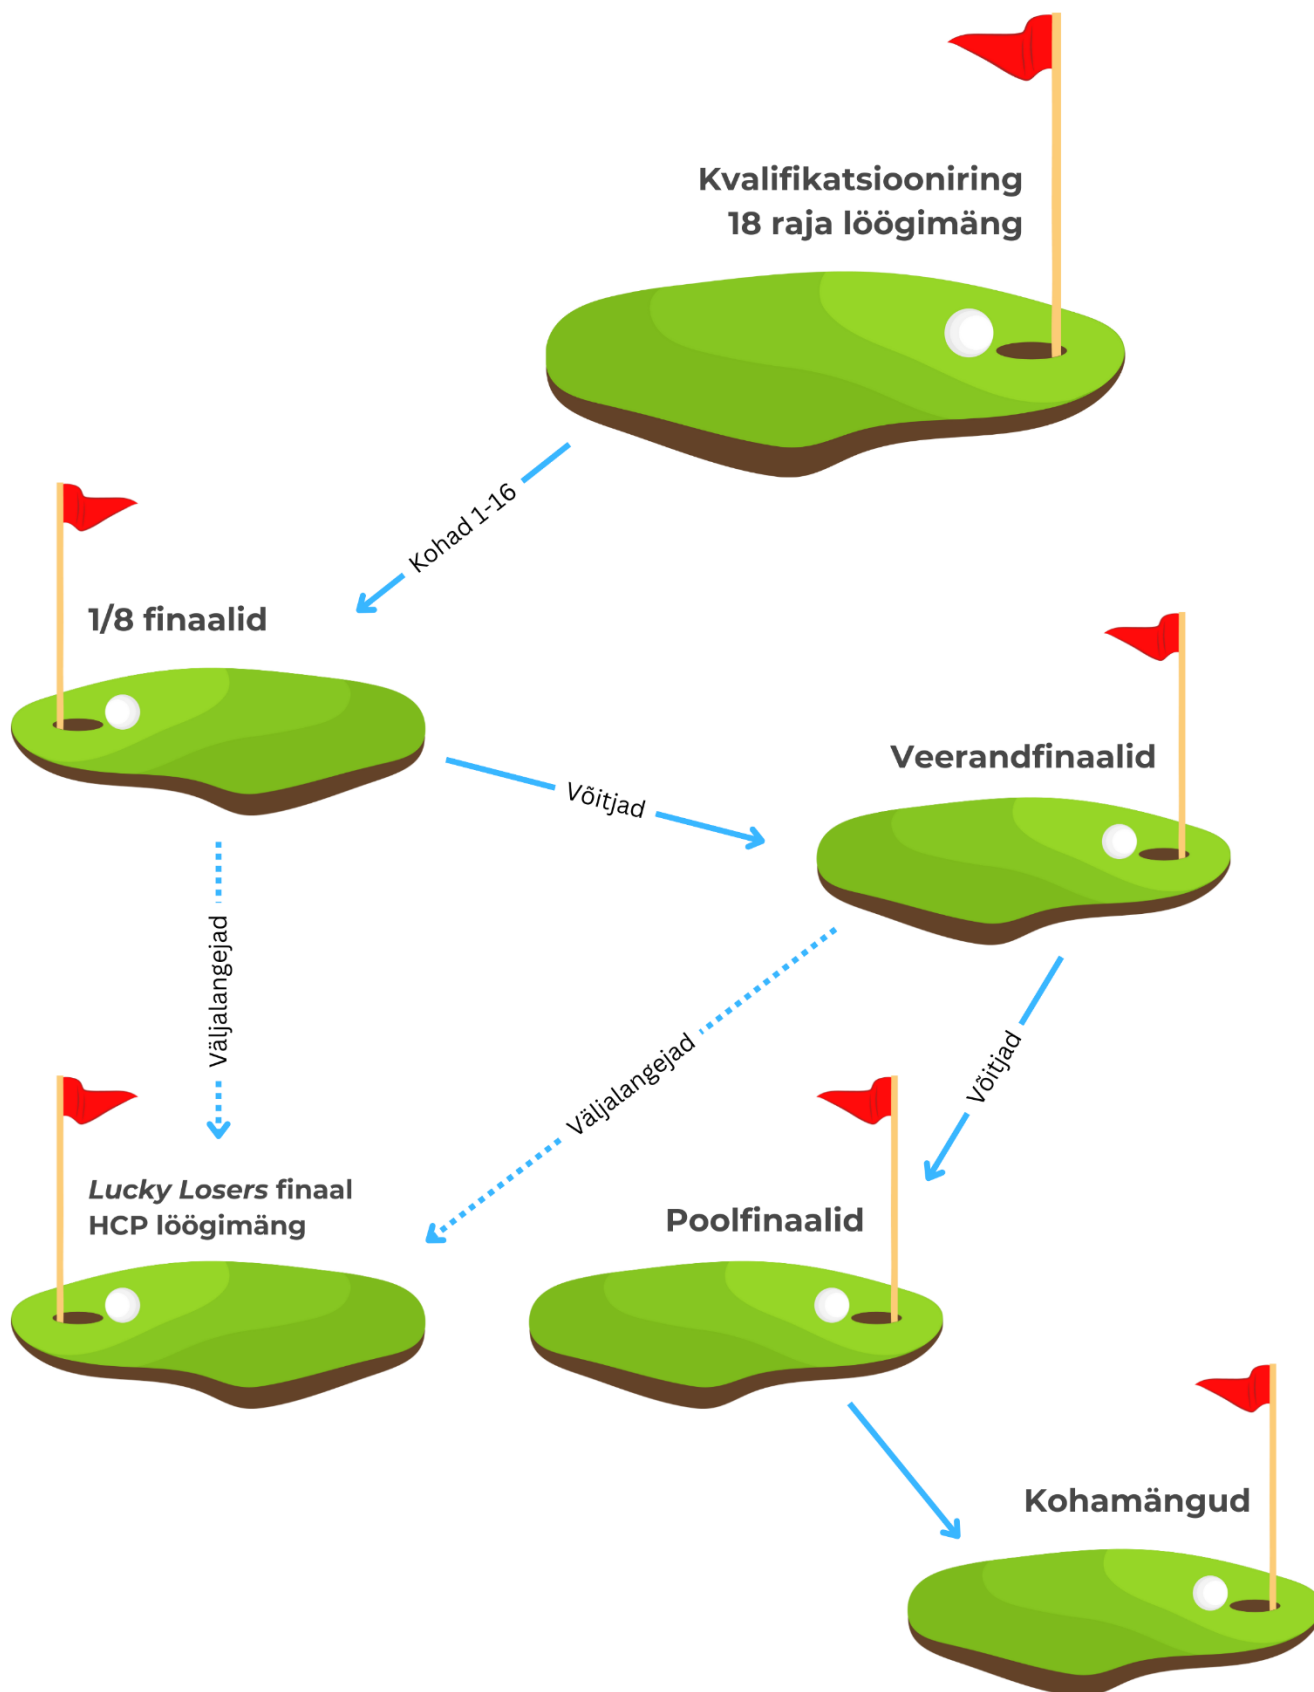 Kvalifikatsiooniring
18 raja löögimäng
Kohad 1-16
1/8 finaalid
Võitjad
Veerandfinaalid
Väljalangejad
Väljalangejad
Võitjad
Lucky Losers finaal
HCP löögimäng
Poolfinaalid
Kohamängud